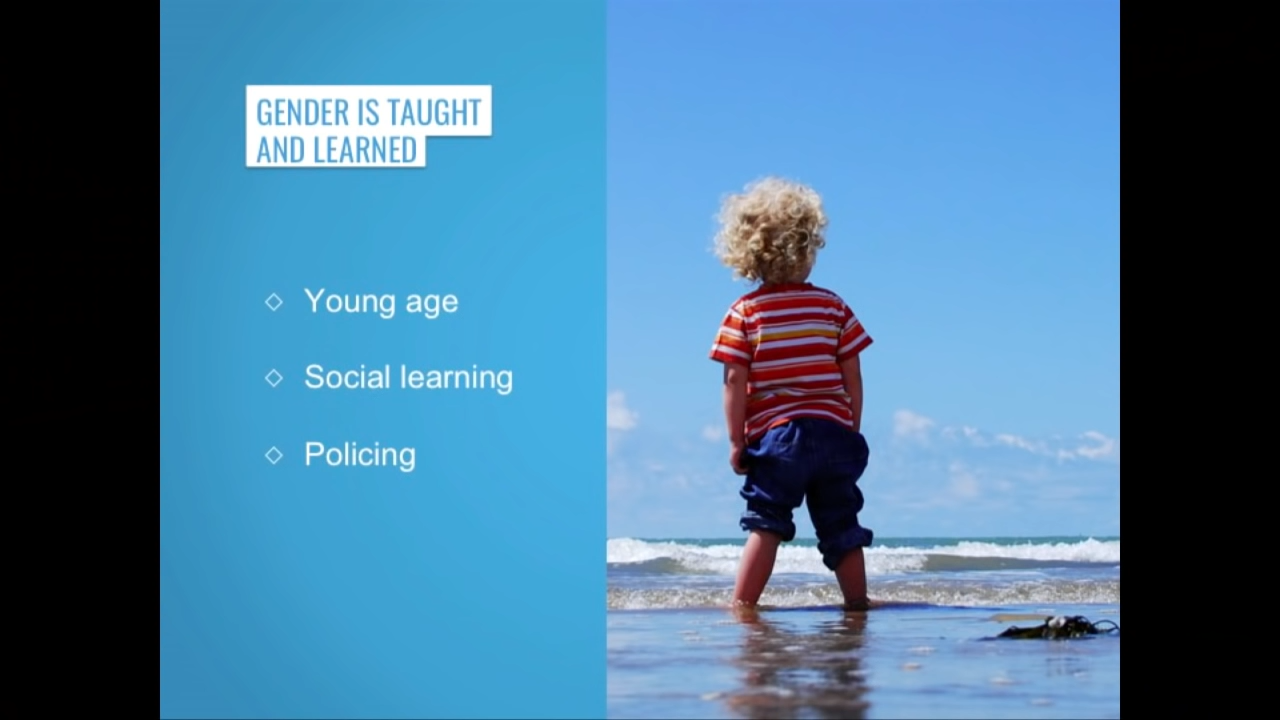 GENDER IS TAUGHT
AND LEARNED
Young age
Social learning
Policing